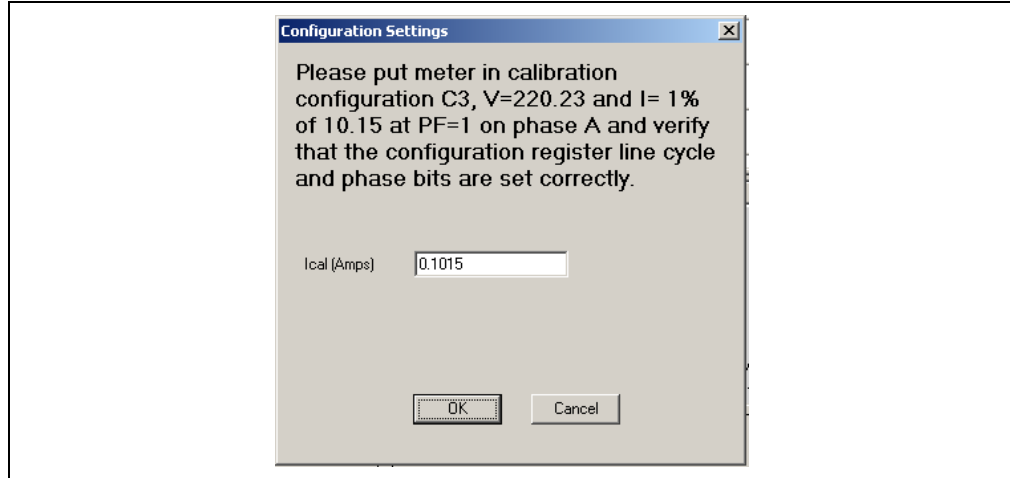 Configuration Settings
Please put meter in calibration
configuration C3, V=220.23 and I= 1%
of 10.15 at PF=1 on phase A and verify
that the configuration register line cycle
and phase bits are set correctly.
Ical (Amps) 0.1015
OK Cancel